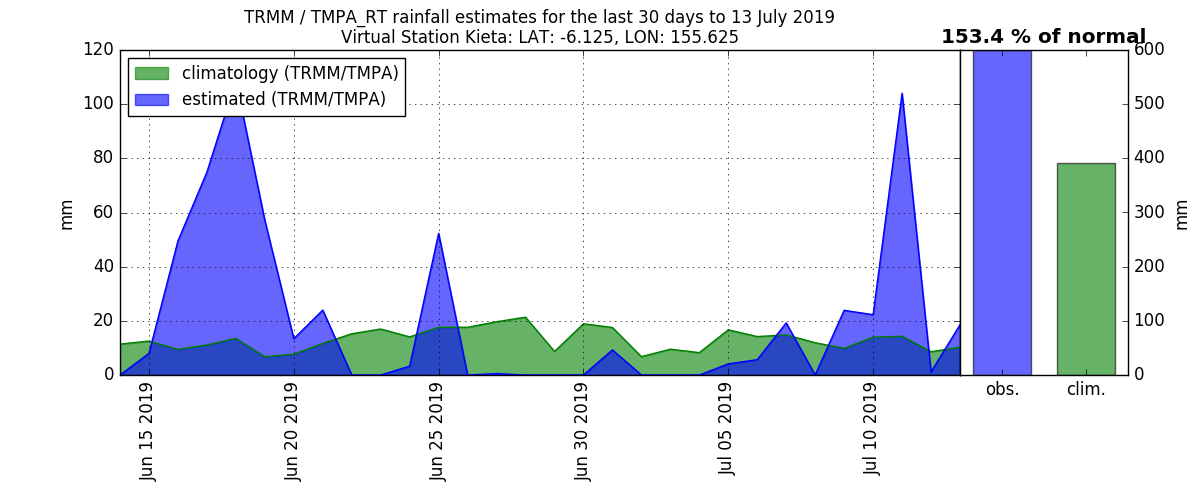 TRMM / TMPA_RT rainfall estimates for the last 30 days to 13 July 2019
Virtual Station Kieta: LAT: -6.125, LON: 155.625
153.4 % of normal
climatology (TRMM/TMPA)
estimated (TRMM/TMPA)
120
100
80
60
40
20
0
mm
Jun 15 2019
Jun 20 2019
Jun 25 2019
Jun 30 2019
Jul 05 2019
Jul 10 2019
600
500
400
300
200
100
0
mm
obs.
clim.